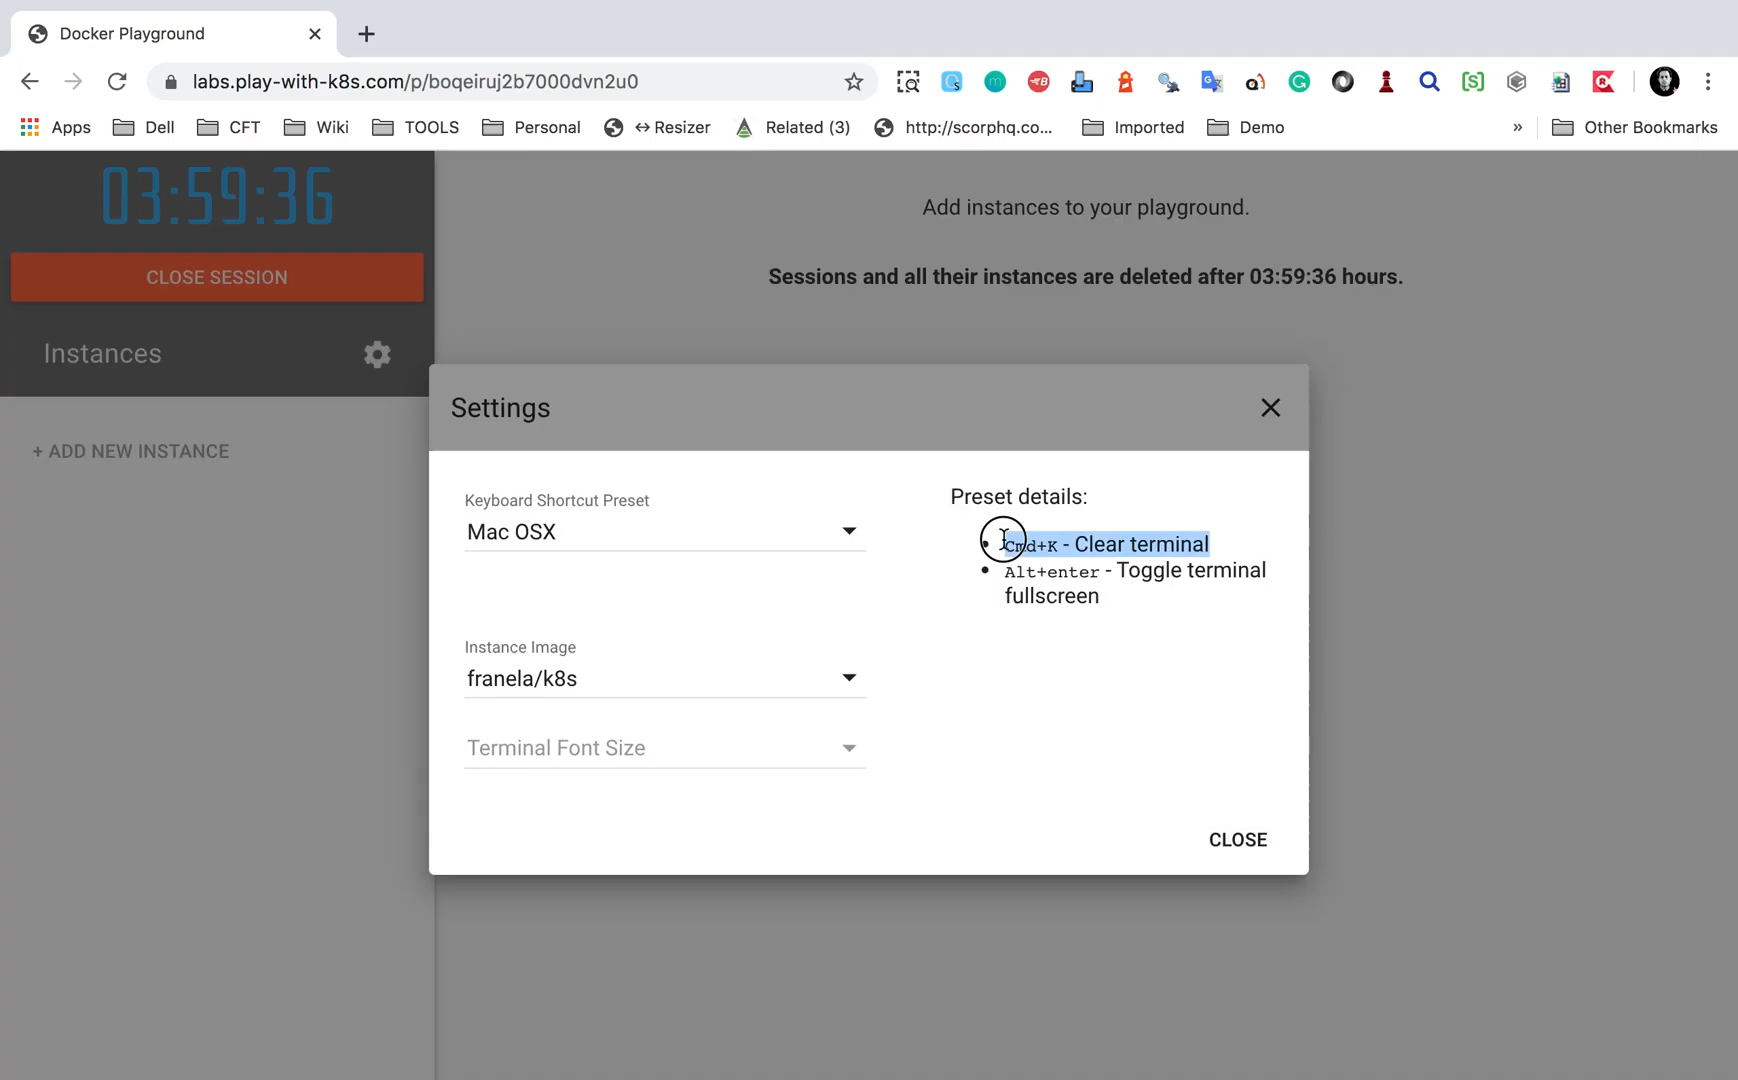 Docker Playground
labs.play-with-k8s.com/p/boqeiruj2b7000dvn2u0
Apps Dell CFT Wiki TOOLS Personal ↔Resizer Related (3) http://scorphq.co... Imported Demo » Other Bookmarks
03:59:36
CLOSE SESSION
Instances
+ ADD NEW INSTANCE
Add instances to your playground.
Sessions and all their instances are deleted after 03:59:36 hours.
Settings
Keyboard Shortcut Preset
Mac OSX
Instance Image
franela/k8s
Terminal Font Size
Preset details:
Cmd+K - Clear terminal
Alt+enter - Toggle terminal
fullscreen
CLOSE